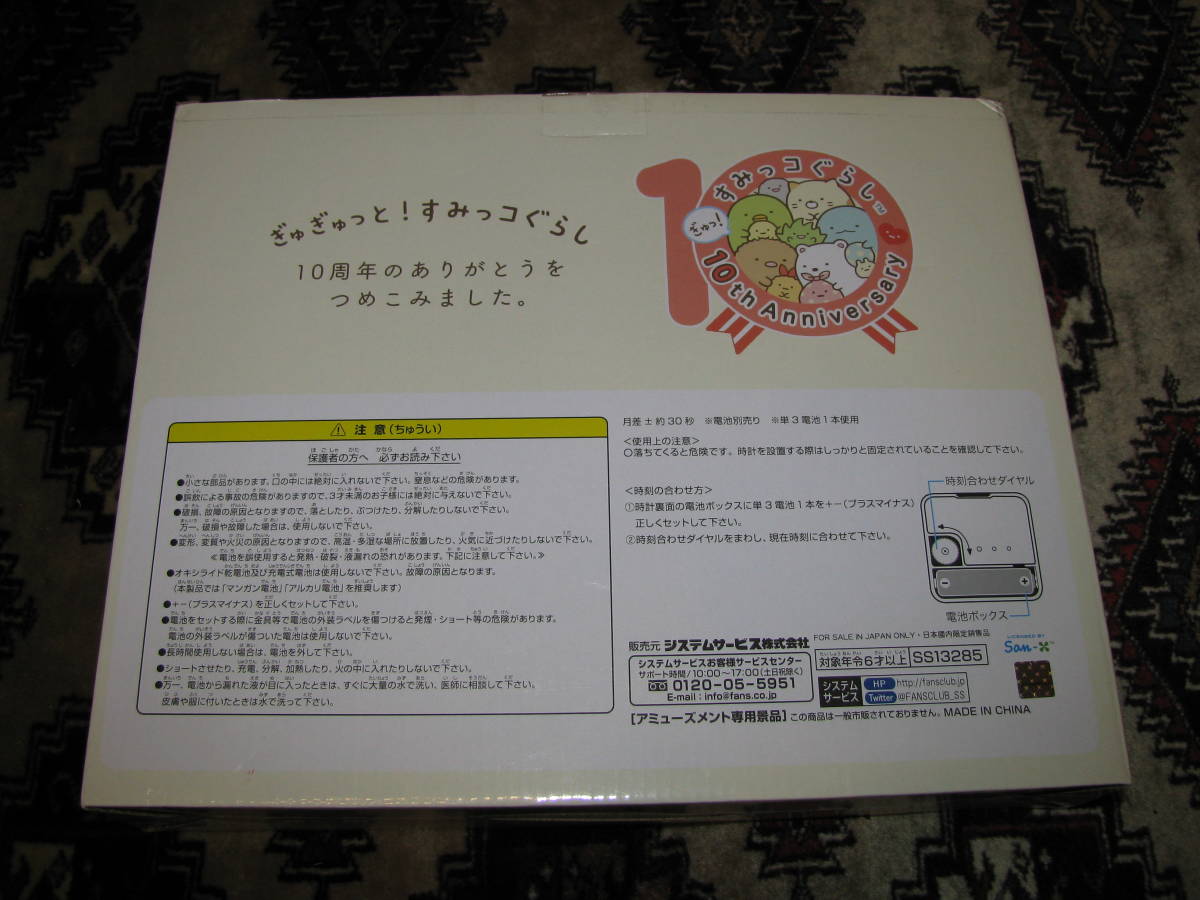 ぎゅぎゅっと!すみっコぐらし
10周年のありがとうを
つめこみました。
10
すみっコぐらし™
ぎゅっ!
10th Anniversary
⚠ 注意(ちゅうい)
保護者の方へ 必ずお読み下さい
●小さな部品があります。口の中には絶対に入れないで下さい。窒息などの危険があります。
●誤飲による事故の危険がありますので、3才未満のお子様には絶対に与えないで下さい。
●破損、故障の原因となりますので、落としたり、ぶつけたり、分解したりしないで下さい。
万一、破損や故障した場合は、使用しないで下さい。
●変形、変質や火災の原因となりますので、高温・多湿な場所に放置したり、火気に近づけたりしないで下さい。
≪電池を誤使用すると発熱・破裂・液漏れの恐れがあります。下記に注意して下さい。≫
●オキシライド乾電池及び充電式電池は使用しないで下さい。故障の原因となります。
(本製品では「マンガン電池」「アルカリ電池」を推奨します)
●+-(プラスマイナス)を正しくセットして下さい。
●電池をセットする際に金具等で電池の外装ラベルを傷つけると発煙・ショート等の危険があります。
電池の外装ラベルが傷ついた電池は使用しないで下さい。
●長時間使用しない場合は、電池を外して下さい。
●ショートさせたり、充電、分解、加熱したり、火の中に入れたりしないで下さい。
●万一、電池から漏れた液が目に入ったときは、すぐに大量の水で洗い、医師に相談して下さい。
皮膚や服に付いたときは水で洗って下さい。
月差±約30秒 ※電池別売り ※単3電池1本使用
<使用上の注意>
○落ちてくると危険です。時計を設置する際はしっかりと固定されていることを確認して下さい。
<時刻の合わせ方>
①時計裏面の電池ボックスに単3電池1本を+-(プラスマイナス)
正しくセットして下さい。
②時刻合わせダイヤルをまわし、現在時刻に合わせて下さい。
時刻合わせダイヤル
電池ボックス
販売元 システムサービス株式会社
システムサービスお客様サービスセンター
サポート時間/10:00~17:00(土日祝除く)
0120-05-5951
E-mail:info@fans.co.jp
FOR SALE IN JAPAN ONLY・日本国内限定販売品
対象年令6才以上 SS13285
システムサービス
HP http://fansclub.jp
Twitter @FANSCLUB_SS
LICENSED BY
San-X™
[アミューズメント専用景品] この商品は一般市販されておりません。MADE IN CHINA